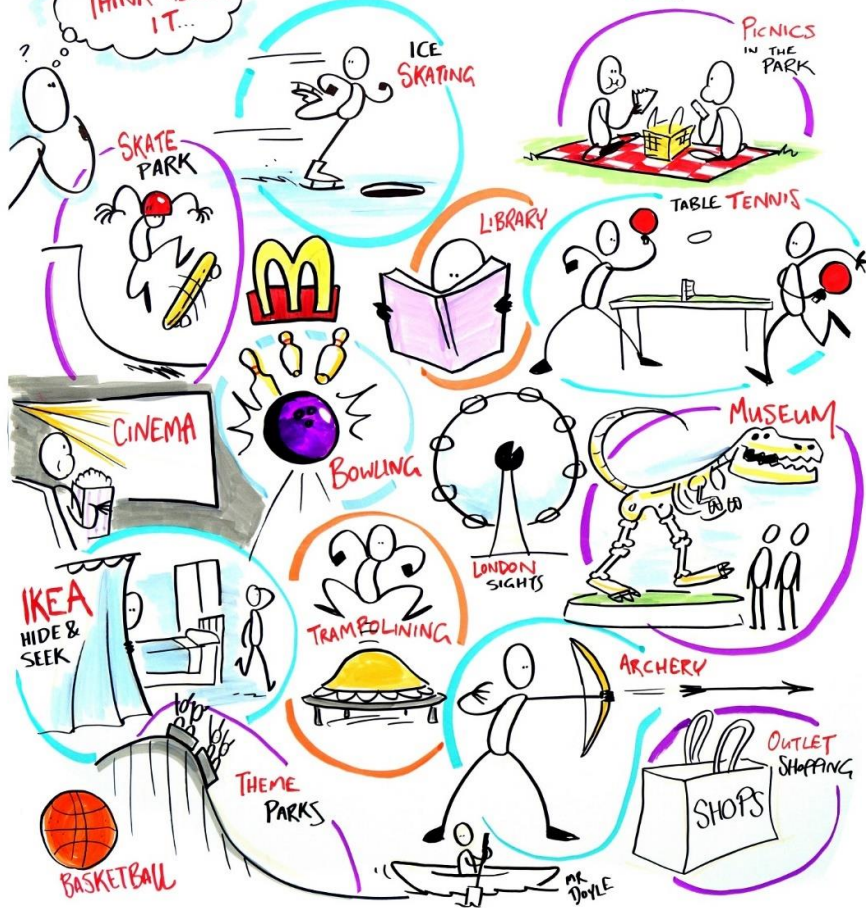 THINK
IT...
?
ICE
SKATING
PICNICS
IN THE
PARK
SKATE
PARK
LIBRARY
TABLE TENNIS
M
CINEMA
BOWLING
MUSEUM
LONDON
SIGHTS
IKEA
HIDE &
SEEK
TRAMPOLINING
ARCHERY
THEME
PARKS
OUTLET
SHOPPING
SHOPS
BASKETBALL
MR
DOYLE